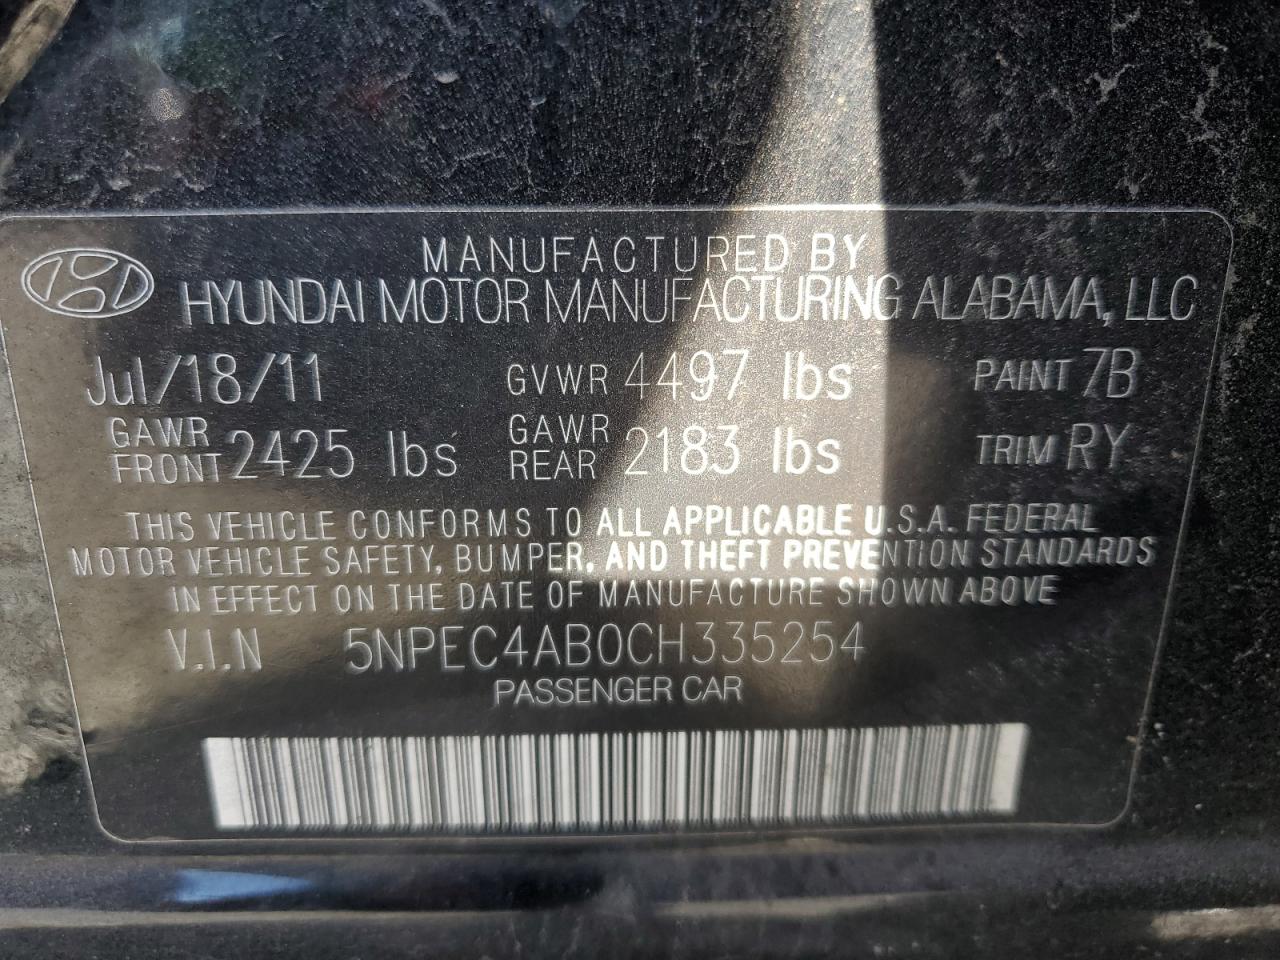 MANUFACTURED BY
HYUNDAI MOTOR MANUFACTURING ALABAMA, LLC
Jul/18/11 GVWR 4497 lbs PAINT 7B
GAWR FRONT 2425 lbs GAWR REAR 2183 lbs TRIM RY
THIS VEHICLE CONFORMS TO ALL APPLICABLE U.S.A. FEDERAL
MOTOR VEHICLE SAFETY, BUMPER, AND THEFT PREVENTION STANDARDS
IN EFFECT ON THE DATE OF MANUFACTURE SHOWN ABOVE
V.I.N 5NPEC4AB0CH335254
PASSENGER CAR